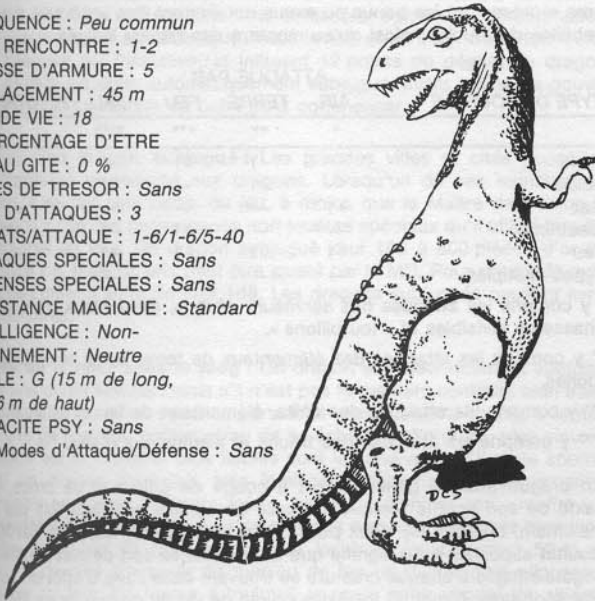 QUENCE : Peu commun
RENCONTRE : 1-2
SSE D'ARMURE : 5
LACEMENT : 45 m
DE VIE : 18
ERCENTAGE D'ETRE
AU GITE : 0 %
ES DE TRESOR : Sans
D'ATTAQUES : 3
ATS/ATTAQUE : 1-6/1-6/5-40
AQUES SPECIALES : Sans
ENSES SPECIALES : Sans
ISTANCE MAGIQUE : Standard
LLIGENCE : Non-
NEMENT : Neutre
LE : G (15 m de long,
6 m de haut)
ACITE PSY : Sans
Modes d'Attaque/Défense : Sans
DCS